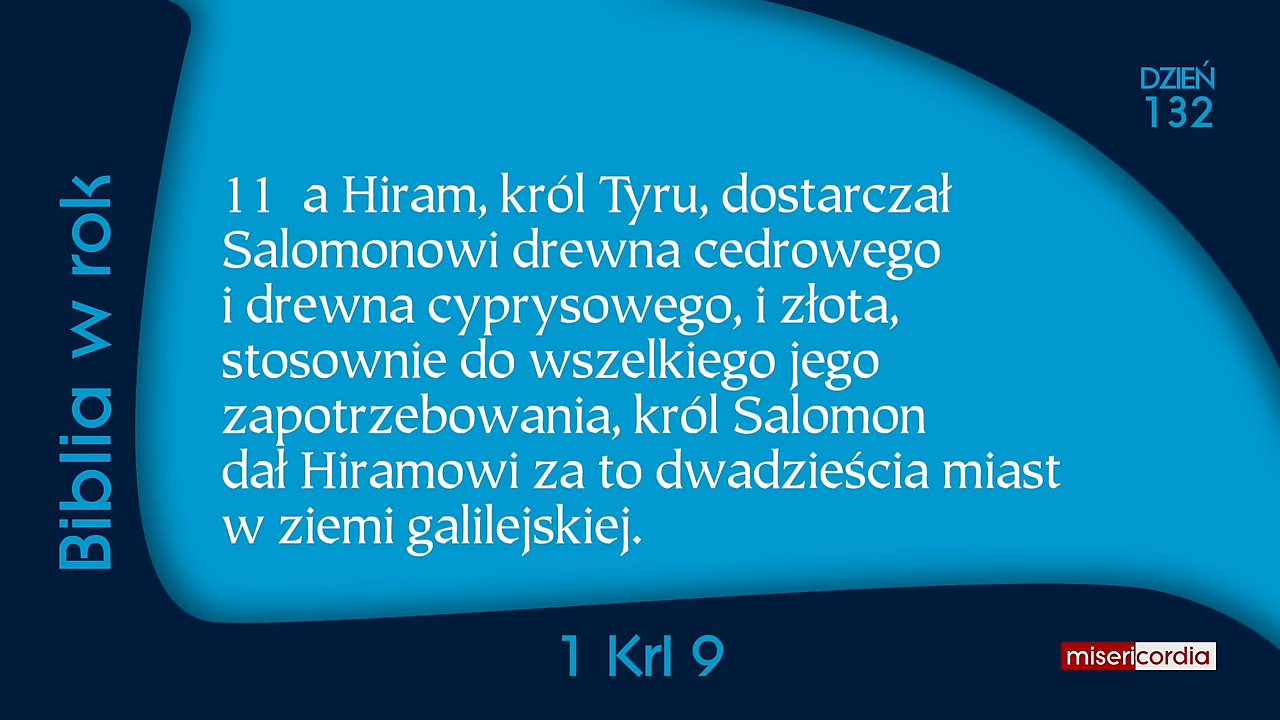 DZIEŃ
132
Biblia w rok
11 a Hiram, król Tyru, dostarczał
Salomonowi drewna cedrowego
i drewna cyprysowego, i złota,
stosownie do wszelkiego jego
zapotrzebowania, król Salomon
dał Hiramowi za to dwadzieścia miast
w ziemi galilejskiej.
1 Krl 9
misericordia